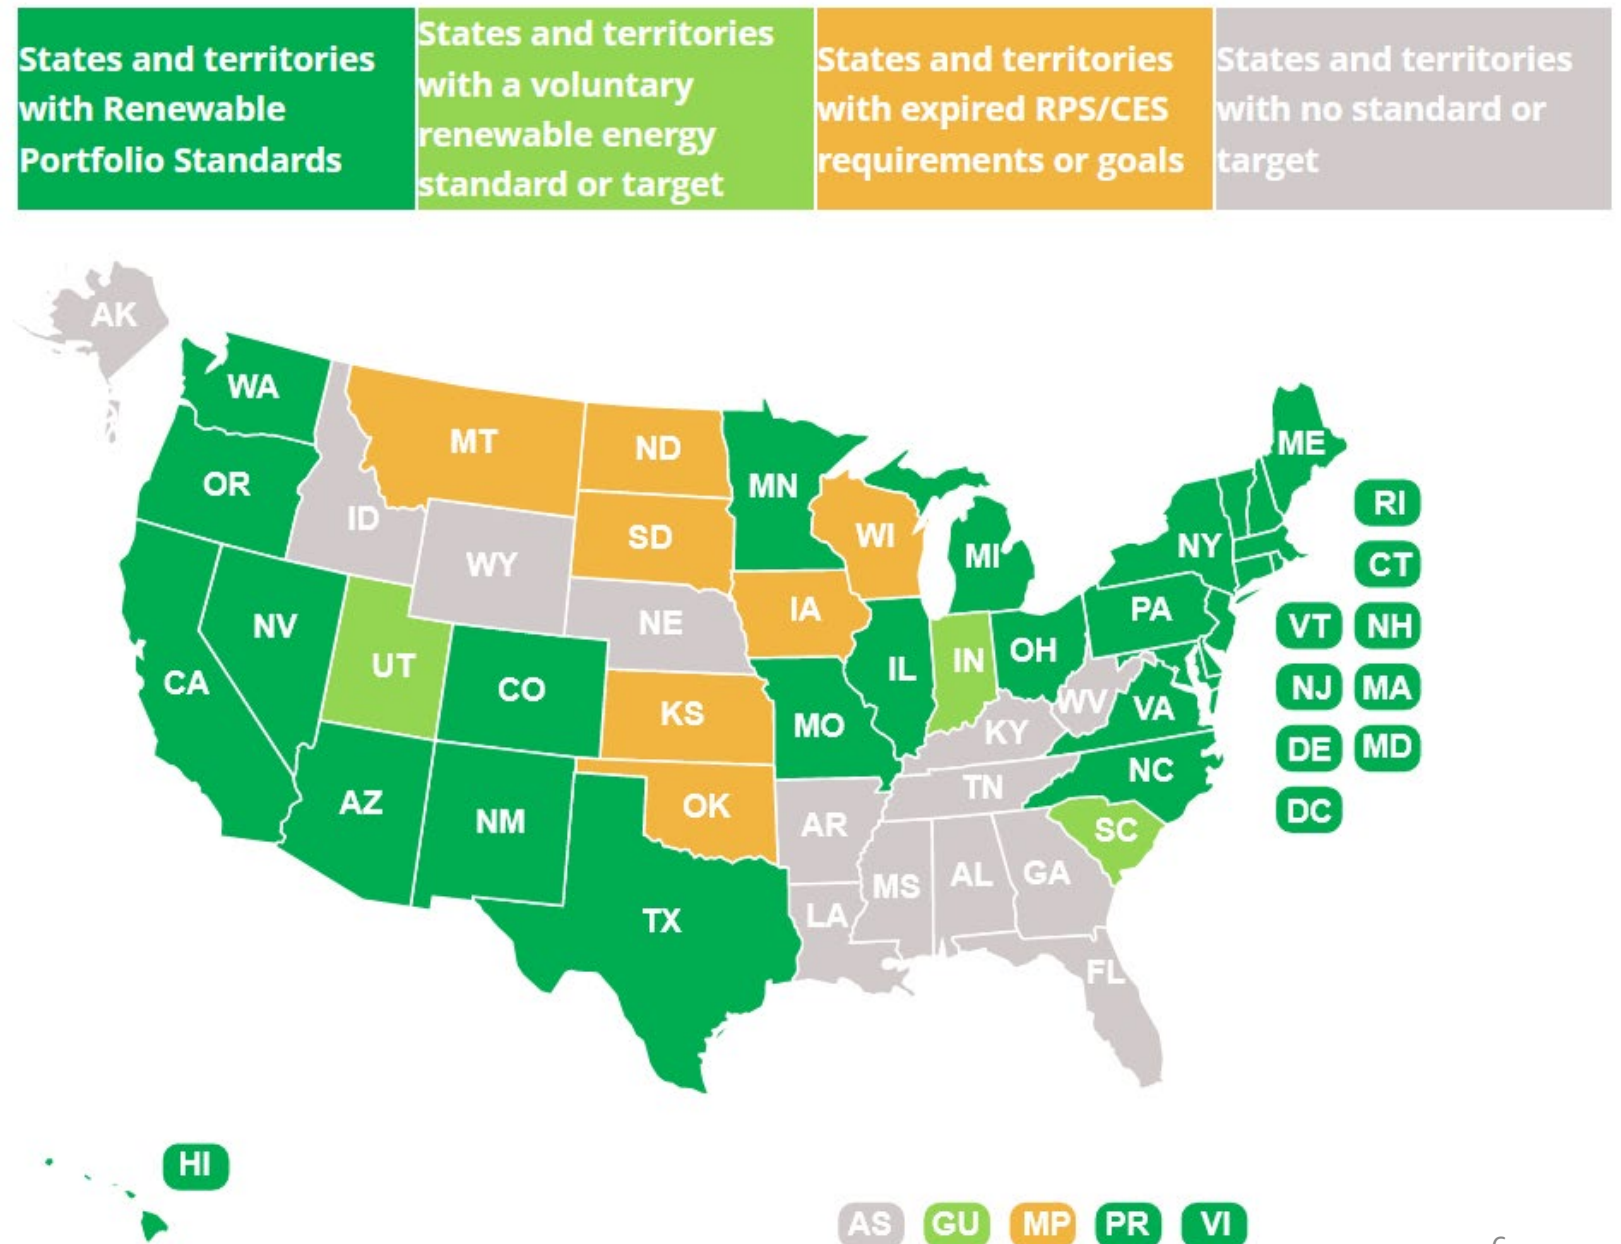 States and territories
with Renewable
Portfolio Standards
States and territories
with a voluntary
renewable energy
standard or target
States and territories
with expired RPS/CES
requirements or goals
States and territories
with no standard or
target
AK
WA
MT
ND
MN
ME
OR
ID
SD
WI
MI
NY
RI
WY
CT
NV
NE
IA
PA
VT
NH
CA
UT
CO
IL
IN
OH
NJ
MA
KS
MO
KY
WV
VA
DE
MD
AZ
NM
OK
AR
TN
NC
DC
SC
TX
LA
MS
AL
GA
FL
HI
AS
GU
MP
PR
VI